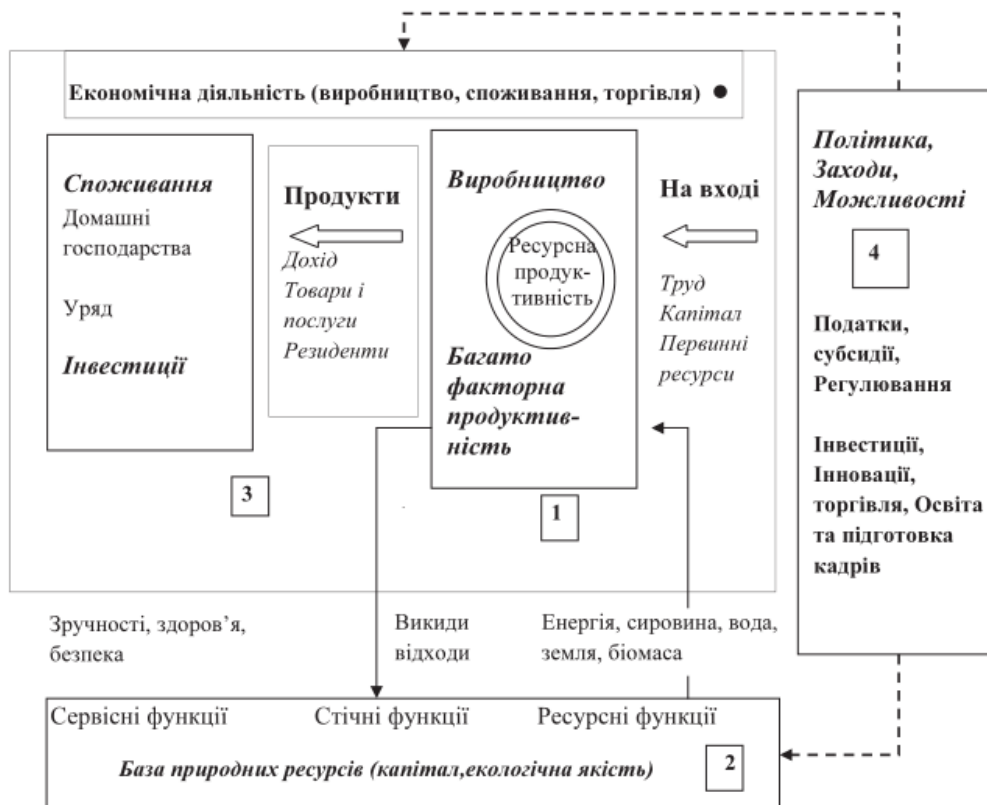 Економічна діяльність (виробництво, споживання, торгівля) ●
Споживання
Домашні
господарства
Уряд
Інвестиції
Продукти
Дохід
Товари і
послуги
Резиденти
Виробництво
Ресурсна
продук-
тивність
Багато
факторна
продуктив-
ність
На вході
Труд
Капітал
Первинні
ресурси
Політика,
Заходи,
Можливості
4
Податки,
субсидії,
Регулювання
Інвестиції,
Інновації,
торгівля, Освіта
та підготовка
кадрів
3
1
Зручності, здоров’я,
безпека
Викиди
відходи
Енергія, сировина, вода,
земля, біомаса
Сервісні функції
Стічні функції
Ресурсні функції
База природних ресурсів (капітал,екологічна якість)
2